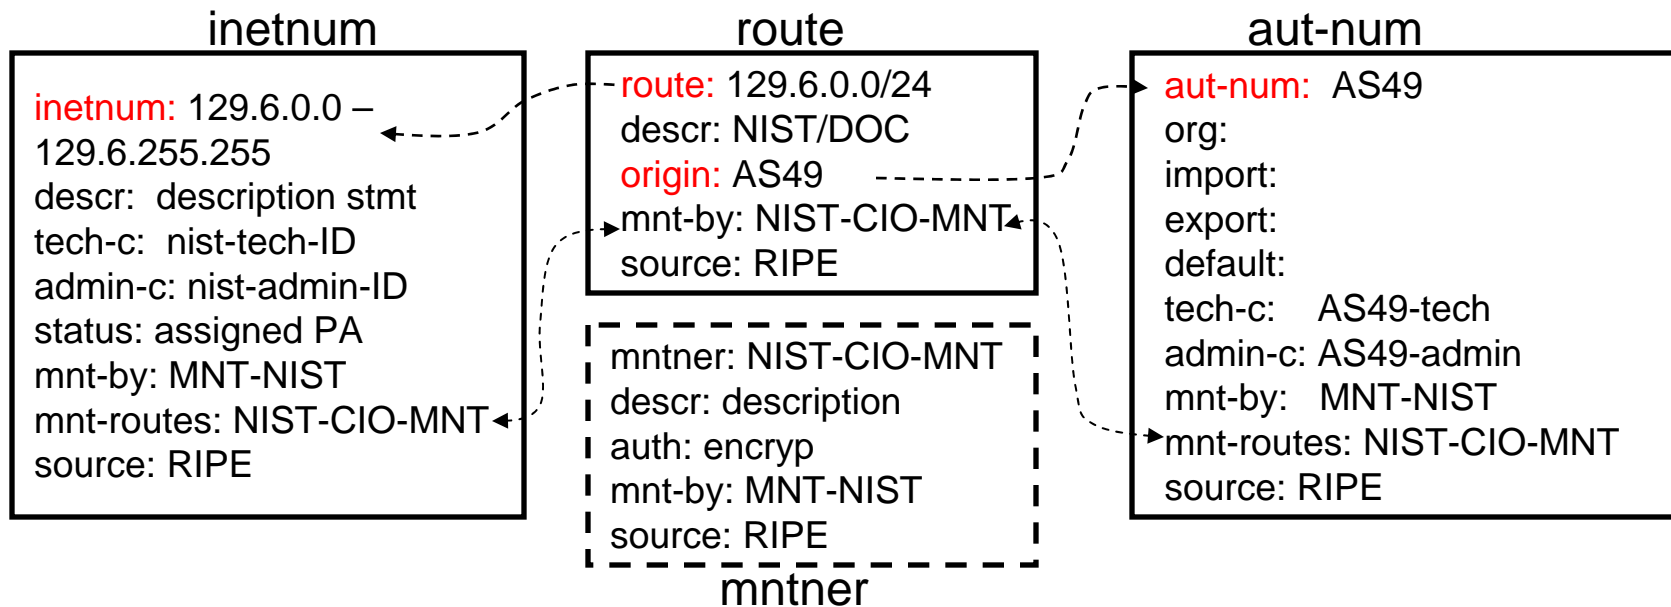 inetnum
inetnum: 129.6.0.0 –
129.6.255.255
descr: description stmt
tech-c: nist-tech-ID
admin-c: nist-admin-ID
status: assigned PA
mnt-by: MNT-NIST
mnt-routes: NIST-CIO-MNT
source: RIPE
route
route: 129.6.0.0/24
descr: NIST/DOC
origin: AS49
mnt-by: NIST-CIO-MNT
source: RIPE
mntner: NIST-CIO-MNT
descr: description
auth: encryp
mnt-by: MNT-NIST
source: RIPE
mntner
aut-num
aut-num: AS49
org:
import:
export:
default:
tech-c: AS49-tech
admin-c: AS49-admin
mnt-by: MNT-NIST
mnt-routes: NIST-CIO-MNT
source: RIPE